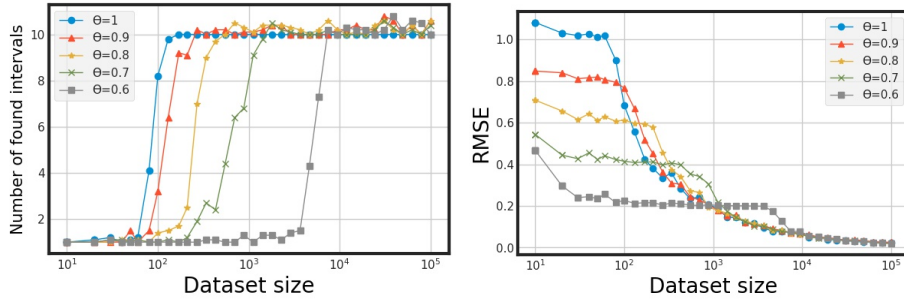 Θ=1
Θ=0.9
Θ=0.8
Θ=0.7
Θ=0.6
Number of found intervals
10
8
6
4
2
10¹ 10² 10³ 10⁴ 10⁵
Dataset size
Θ=1
Θ=0.9
Θ=0.8
Θ=0.7
Θ=0.6
RMSE
1.0
0.8
0.6
0.4
0.2
0.0
10¹ 10² 10³ 10⁴ 10⁵
Dataset size